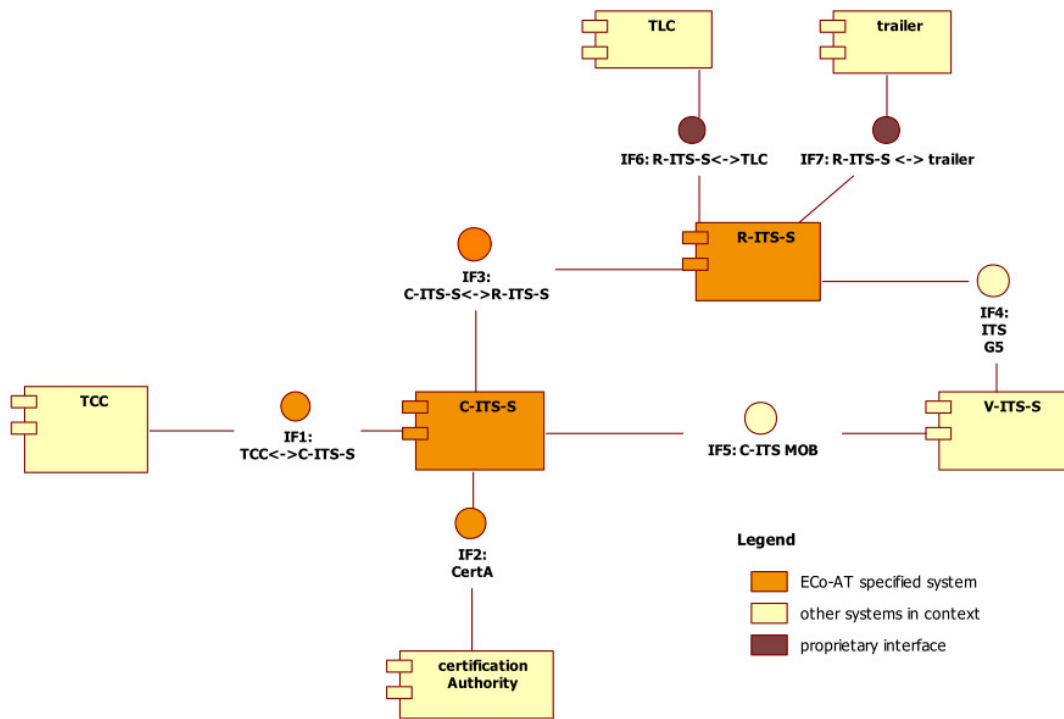 TLC
trailer
IF6: R-ITS-S<->TLC
IF7: R-ITS-S <-> trailer
R-ITS-S
IF3:
C-ITS-S<->R-ITS-S
IF4:
ITS
G5
TCC
C-ITS-S
V-ITS-S
IF1:
TCC<->C-ITS-S
IF5: C-ITS MOB
IF2:
CertA
certification
Authority
Legend
ECo-AT specified system
other systems in context
proprietary interface